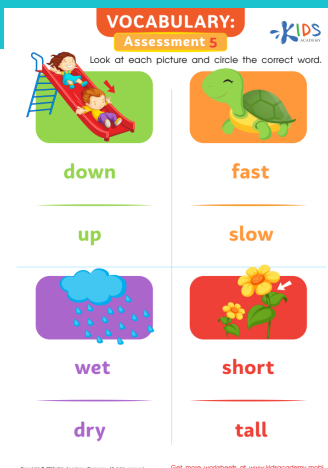 VOCABULARY:
Assessment 5
KIDS
ACADEMY
Look at each picture and circle the correct word.
down
fast
up
slow
wet
short
dry
tall
Get more worksheets at www.kidsacademy.mobi